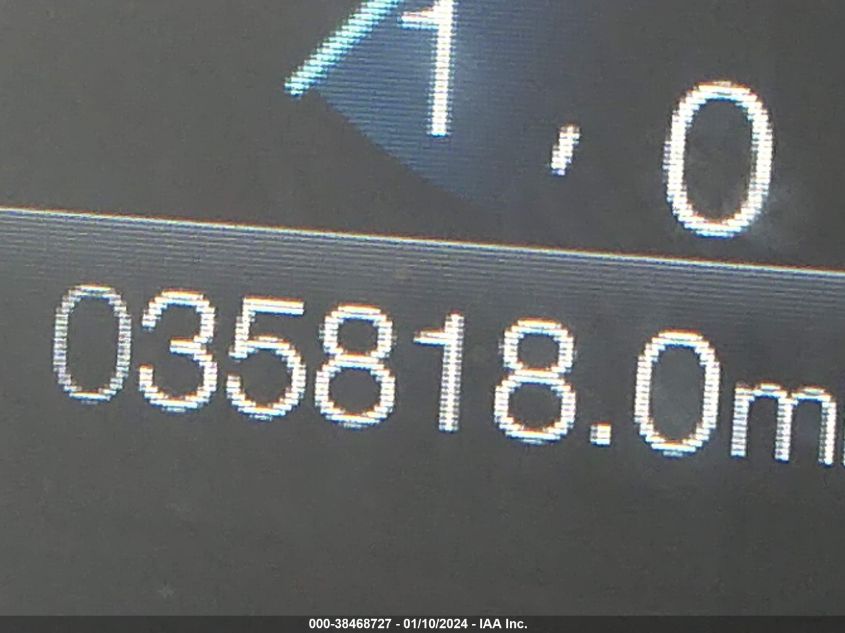 1,0
035818.0m
000-38468727 - 01/10/2024 - IAA Inc.